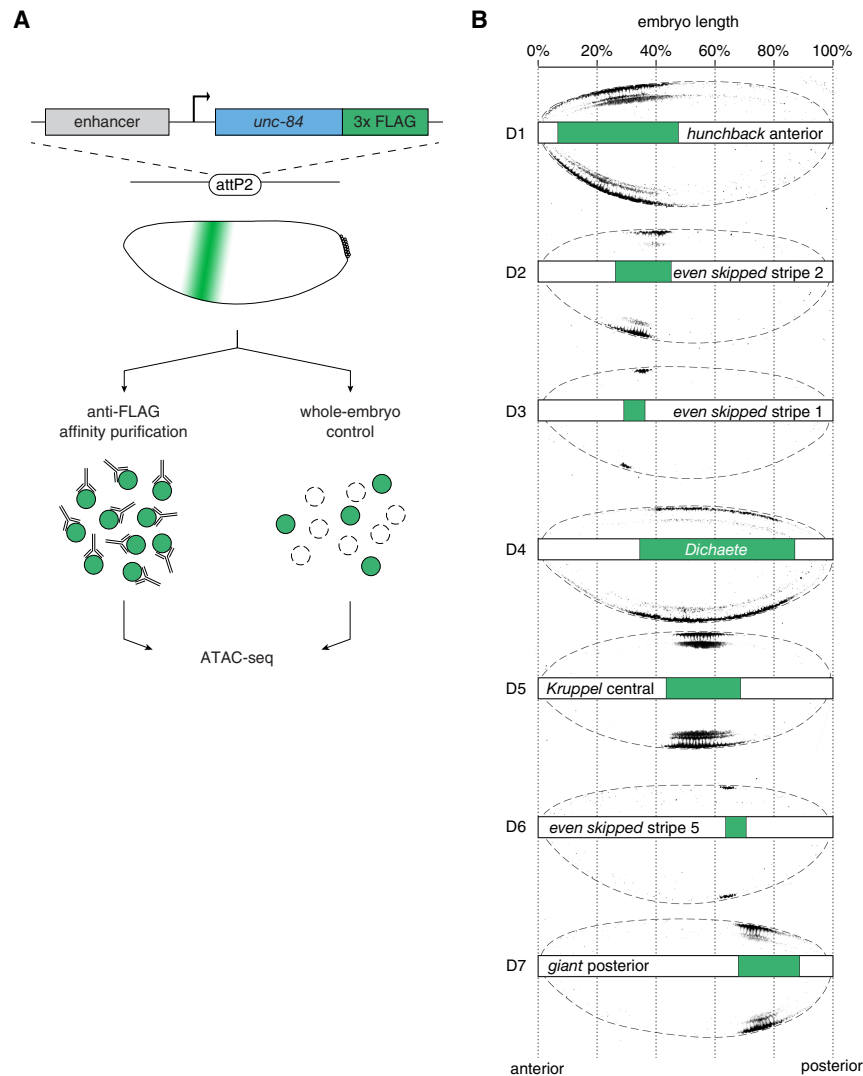 A
enhancer
unc-84
3x FLAG
attP2
anti-FLAG
affinity purification
whole-embryo
control
ATAC-seq
B
embryo length
0% 20% 40% 60% 80% 100%
D1
hunchback anterior
D2
even skipped stripe 2
D3
even skipped stripe 1
D4
Dichaete
D5
Kruppel central
D6
even skipped stripe 5
D7
giant posterior
anterior
posterior